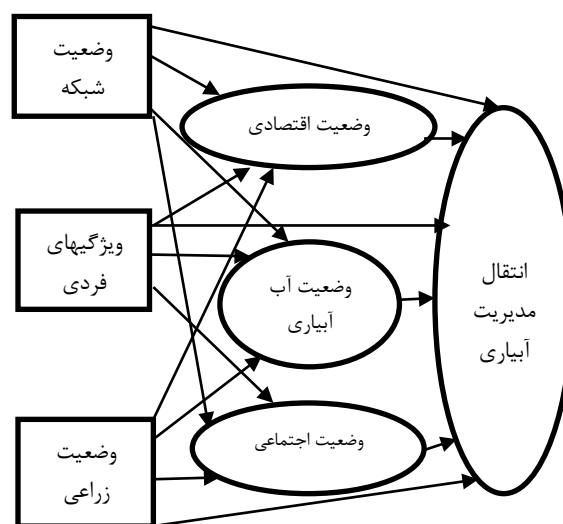 وضعیت
شبکه
وضعیت اقتصادی
ویژگیهای
فردی
وضعیت آب
آبیاری
انتقال
مدیریت
آبیاری
وضعیت
زراعی
وضعیت اجتماعی